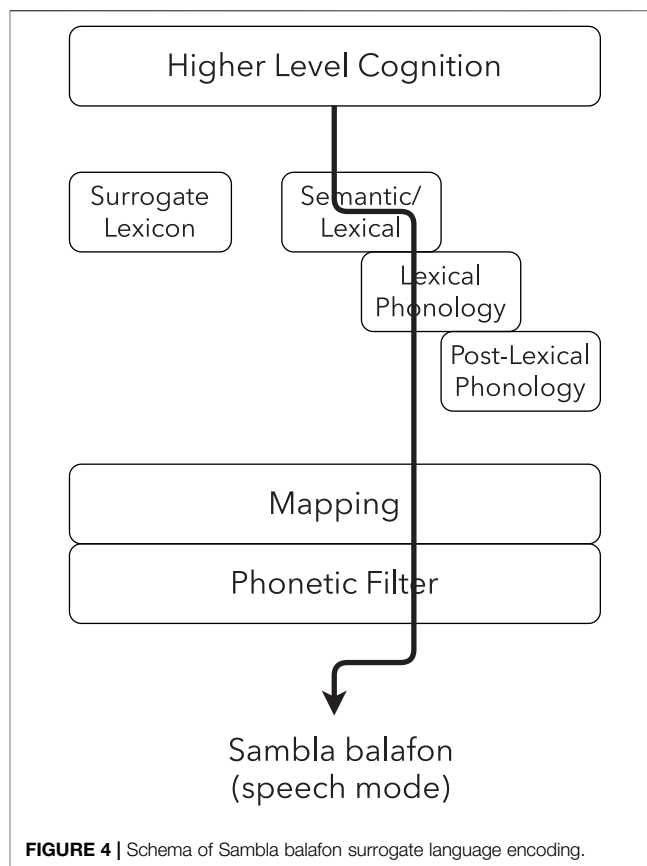 Higher Level Cognition
Surrogate
Lexicon
Semantic/
Lexical
Lexical
Phonology
Post-Lexical
Phonology
Mapping
Phonetic Filter
Sambla balafon
(speech mode)
FIGURE 4 | Schema of Sambla balafon surrogate language encoding.